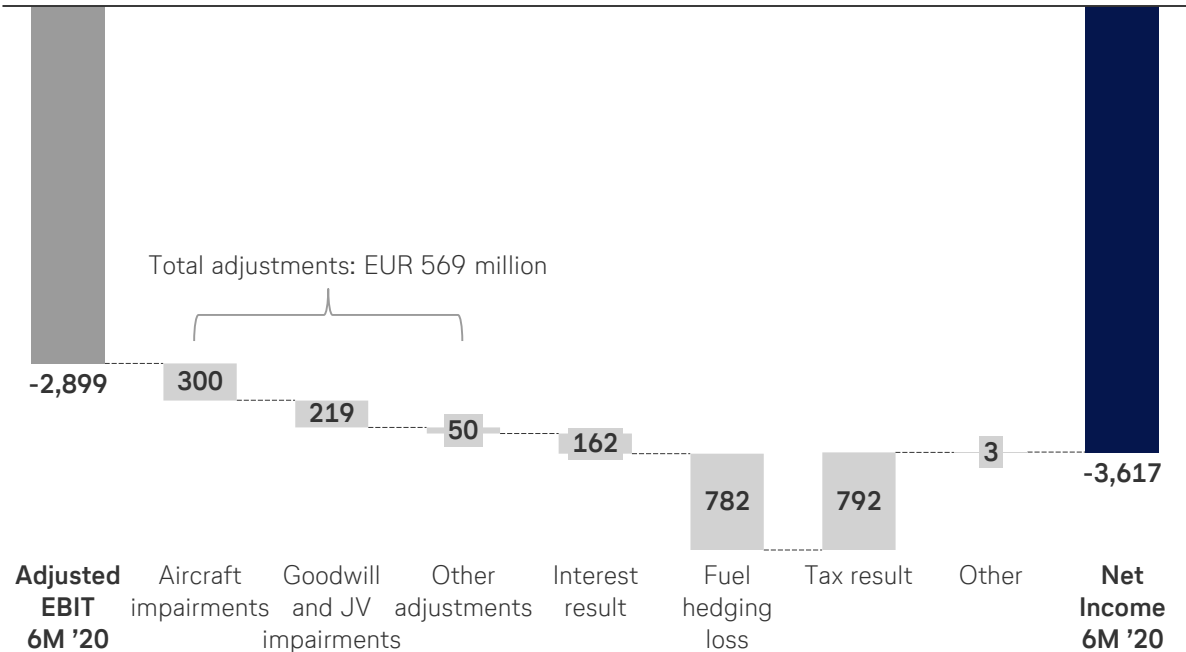 Total adjustments: EUR 569 million
-2,899
300
219
50
162
782
792
3
-3,617
Adjusted
EBIT
6M ’20
Aircraft
impairments
Goodwill
and JV
impairments
Other
adjustments
Interest
result
Fuel
hedging
loss
Tax result
Other
Net
Income
6M ’20